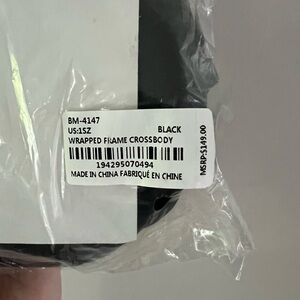 BM-4147
US:1SZ BLACK
WRAPPED FRAME CROSSBODY
194295070494
MADE IN CHINA FABRIQUÉ EN CHINE
MSRP:$149.00